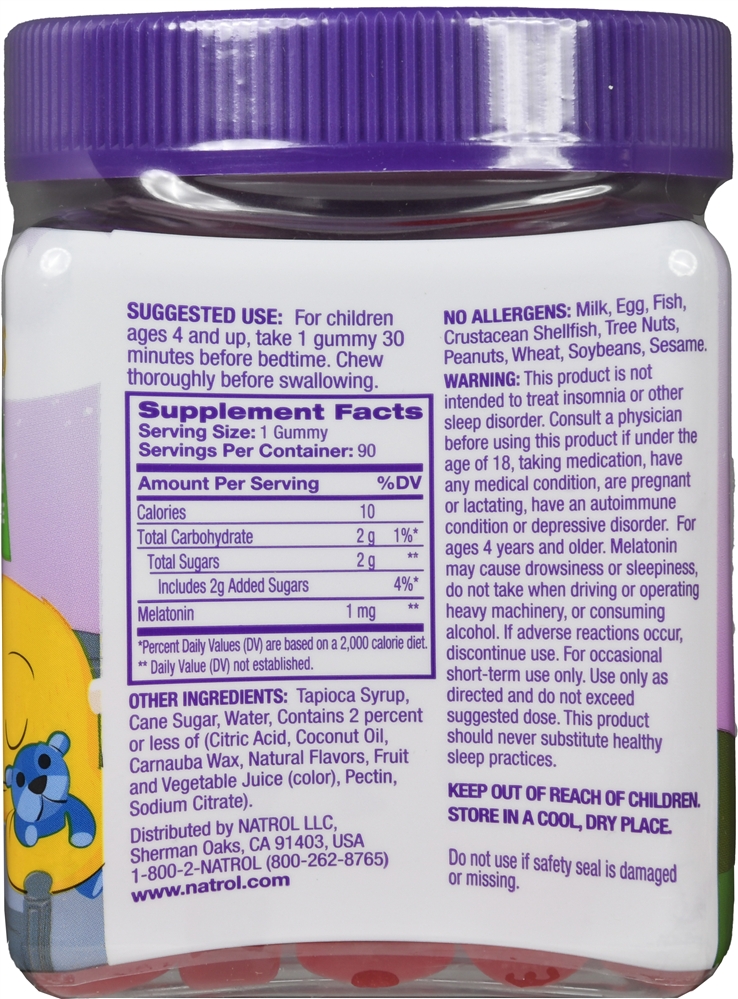 SUGGESTED USE: For children
ages 4 and up, take 1 gummy 30
minutes before bedtime. Chew
thoroughly before swallowing.
Supplement Facts
Serving Size: 1 Gummy
Servings Per Container: 90
Amount Per Serving %DV
Calories 10
Total Carbohydrate 2 g 1%*
Total Sugars 2 g **
Includes 2g Added Sugars 4%*
Melatonin 1 mg **
*Percent Daily Values (DV) are based on a 2,000 calorie diet.
** Daily Value (DV) not established.
OTHER INGREDIENTS: Tapioca Syrup,
Cane Sugar, Water, Contains 2 percent
or less of (Citric Acid, Coconut Oil,
Carnauba Wax, Natural Flavors, Fruit
and Vegetable Juice (color), Pectin,
Sodium Citrate).
Distributed by NATROL LLC,
Sherman Oaks, CA 91403, USA
1-800-2-NATROL (800-262-8765)
www.natrol.com
NO ALLERGENS: Milk, Egg, Fish,
Crustacean Shellfish, Tree Nuts,
Peanuts, Wheat, Soybeans, Sesame.
WARNING: This product is not
intended to treat insomnia or other
sleep disorder. Consult a physician
before using this product if under the
age of 18, taking medication, have
any medical condition, are pregnant
or lactating, have an autoimmune
condition or depressive disorder. For
ages 4 years and older. Melatonin
may cause drowsiness or sleepiness,
do not take when driving or operating
heavy machinery, or consuming
alcohol. If adverse reactions occur,
discontinue use. For occasional
short-term use only. Use only as
directed and do not exceed
suggested dose. This product
should never substitute healthy
sleep practices.
KEEP OUT OF REACH OF CHILDREN.
STORE IN A COOL, DRY PLACE.
Do not use if safety seal is damaged
or missing.